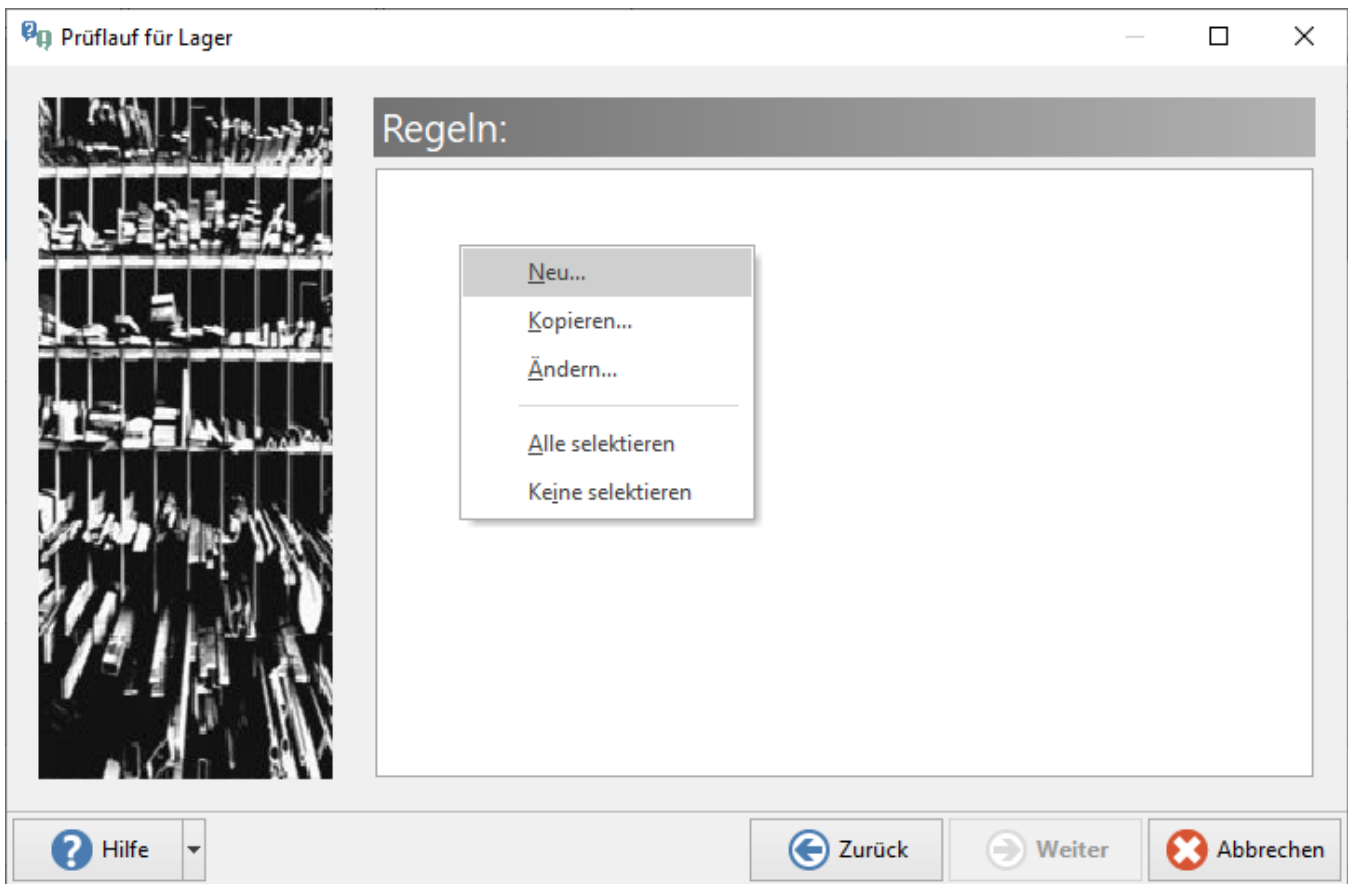 Prüflauf für Lager
Regeln:
Neu...
Kopieren...
Ändern...
Alle selektieren
Keine selektieren
Hilfe
Zurück
Weiter
Abbrechen